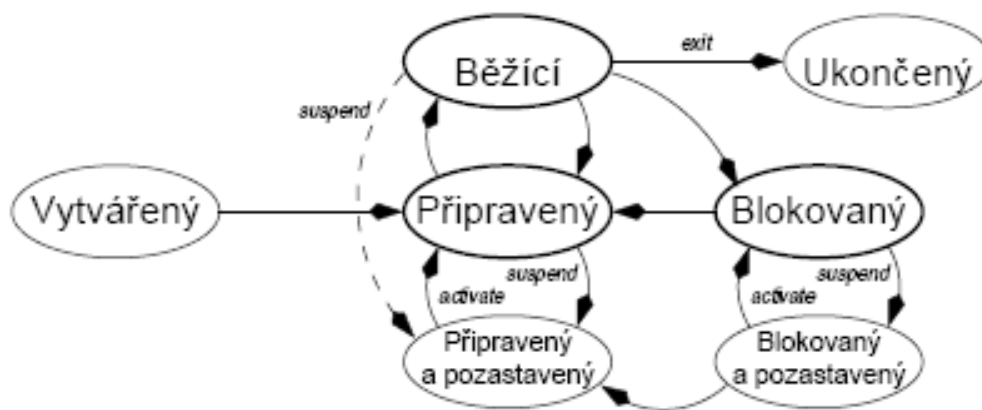 exit
Běžící
Ukončený
suspend
Vytvářený
Připravený
Blokovaný
suspend
activate
suspend
activate
Připravený
a pozastavený
Blokovaný
a pozastavený